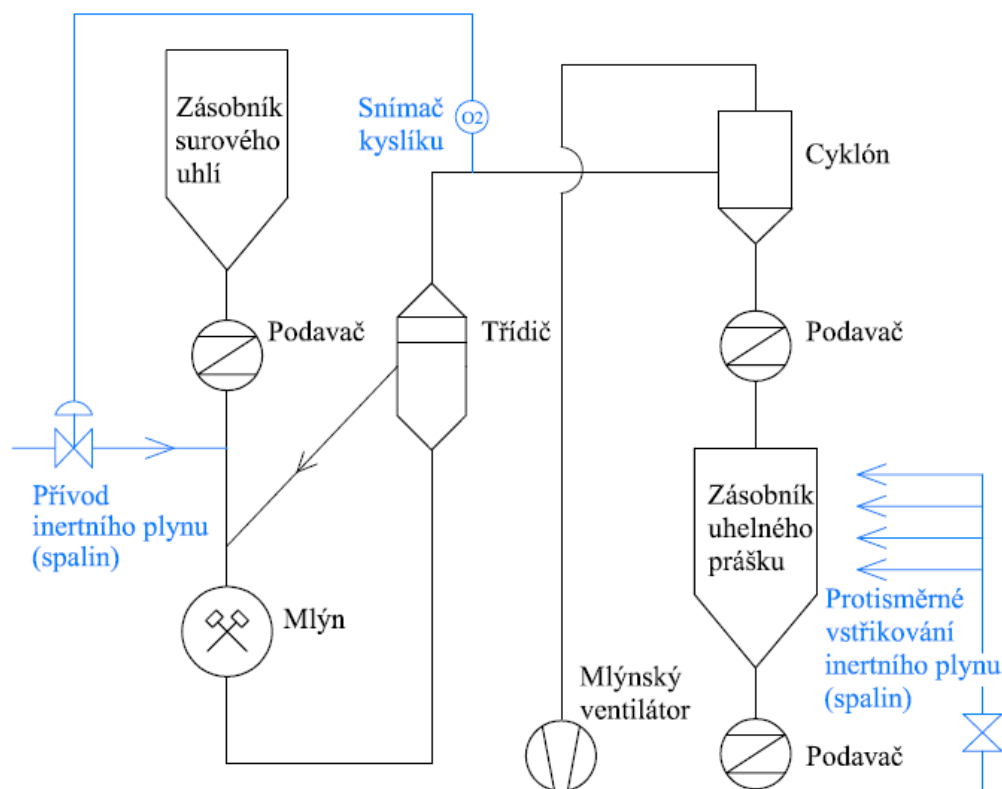 Zásobník
surového
uhlí
Snímač
kyslíku
O2
Cyklón
Podavač
Třídič
Podavač
Přívod
inertního plynu
(spalin)
Mlýn
Zásobník
uhelného
prášku
Protisměrné
vstřikování
inertního plynu
(spalin)
Mlýnský
ventilátor
Podavač